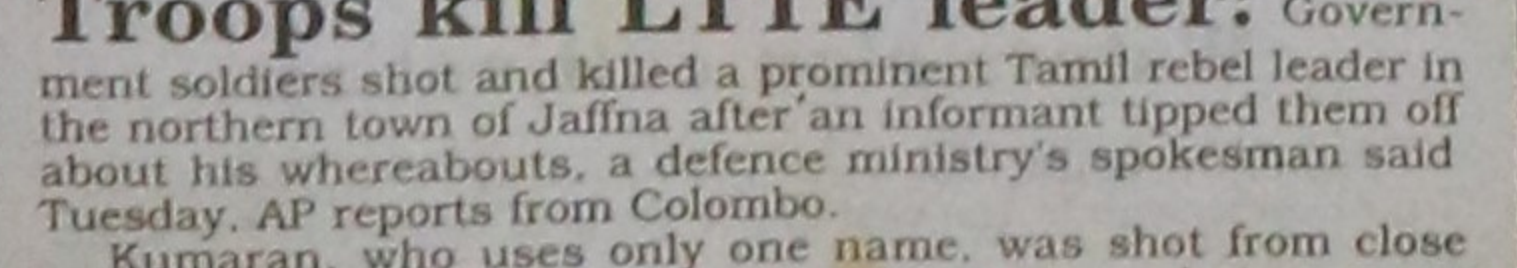 Troops kill LTTE leader: Govern-
ment soldiers shot and killed a prominent Tamil rebel leader in
the northern town of Jaffna after an informant tipped them off
about his whereabouts, a defence ministry's spokesman said
Tuesday, AP reports from Colombo.
Kumaran, who uses only one name, was shot from close